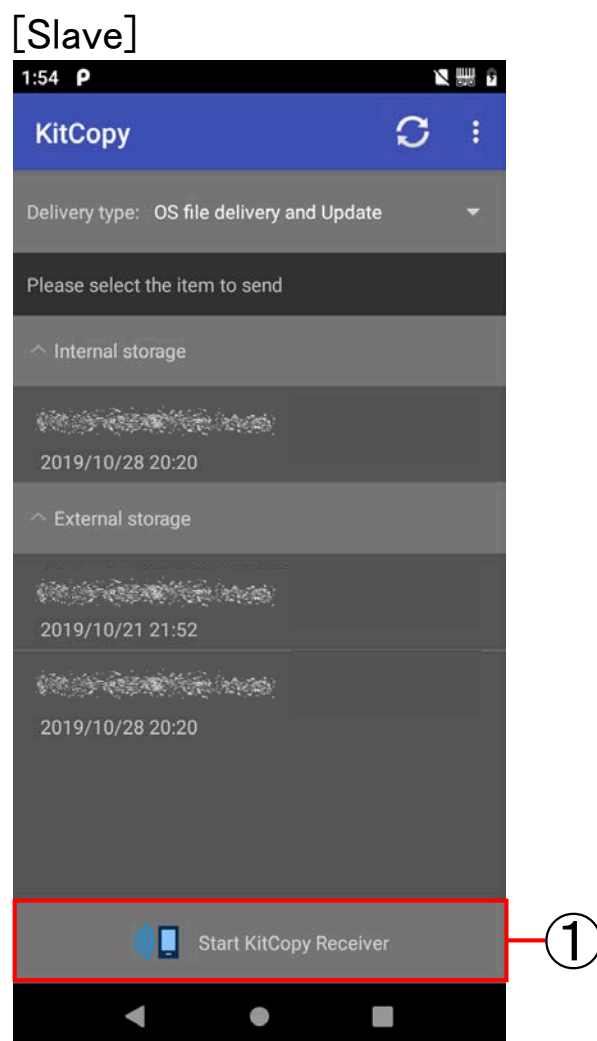 [Slave]
1:54
KitCopy
Delivery type: OS file delivery and Update
Please select the item to send
Internal storage
2019/10/28 20:20
External storage
2019/10/21 21:52
2019/10/28 20:20
Start KitCopy Receiver
①